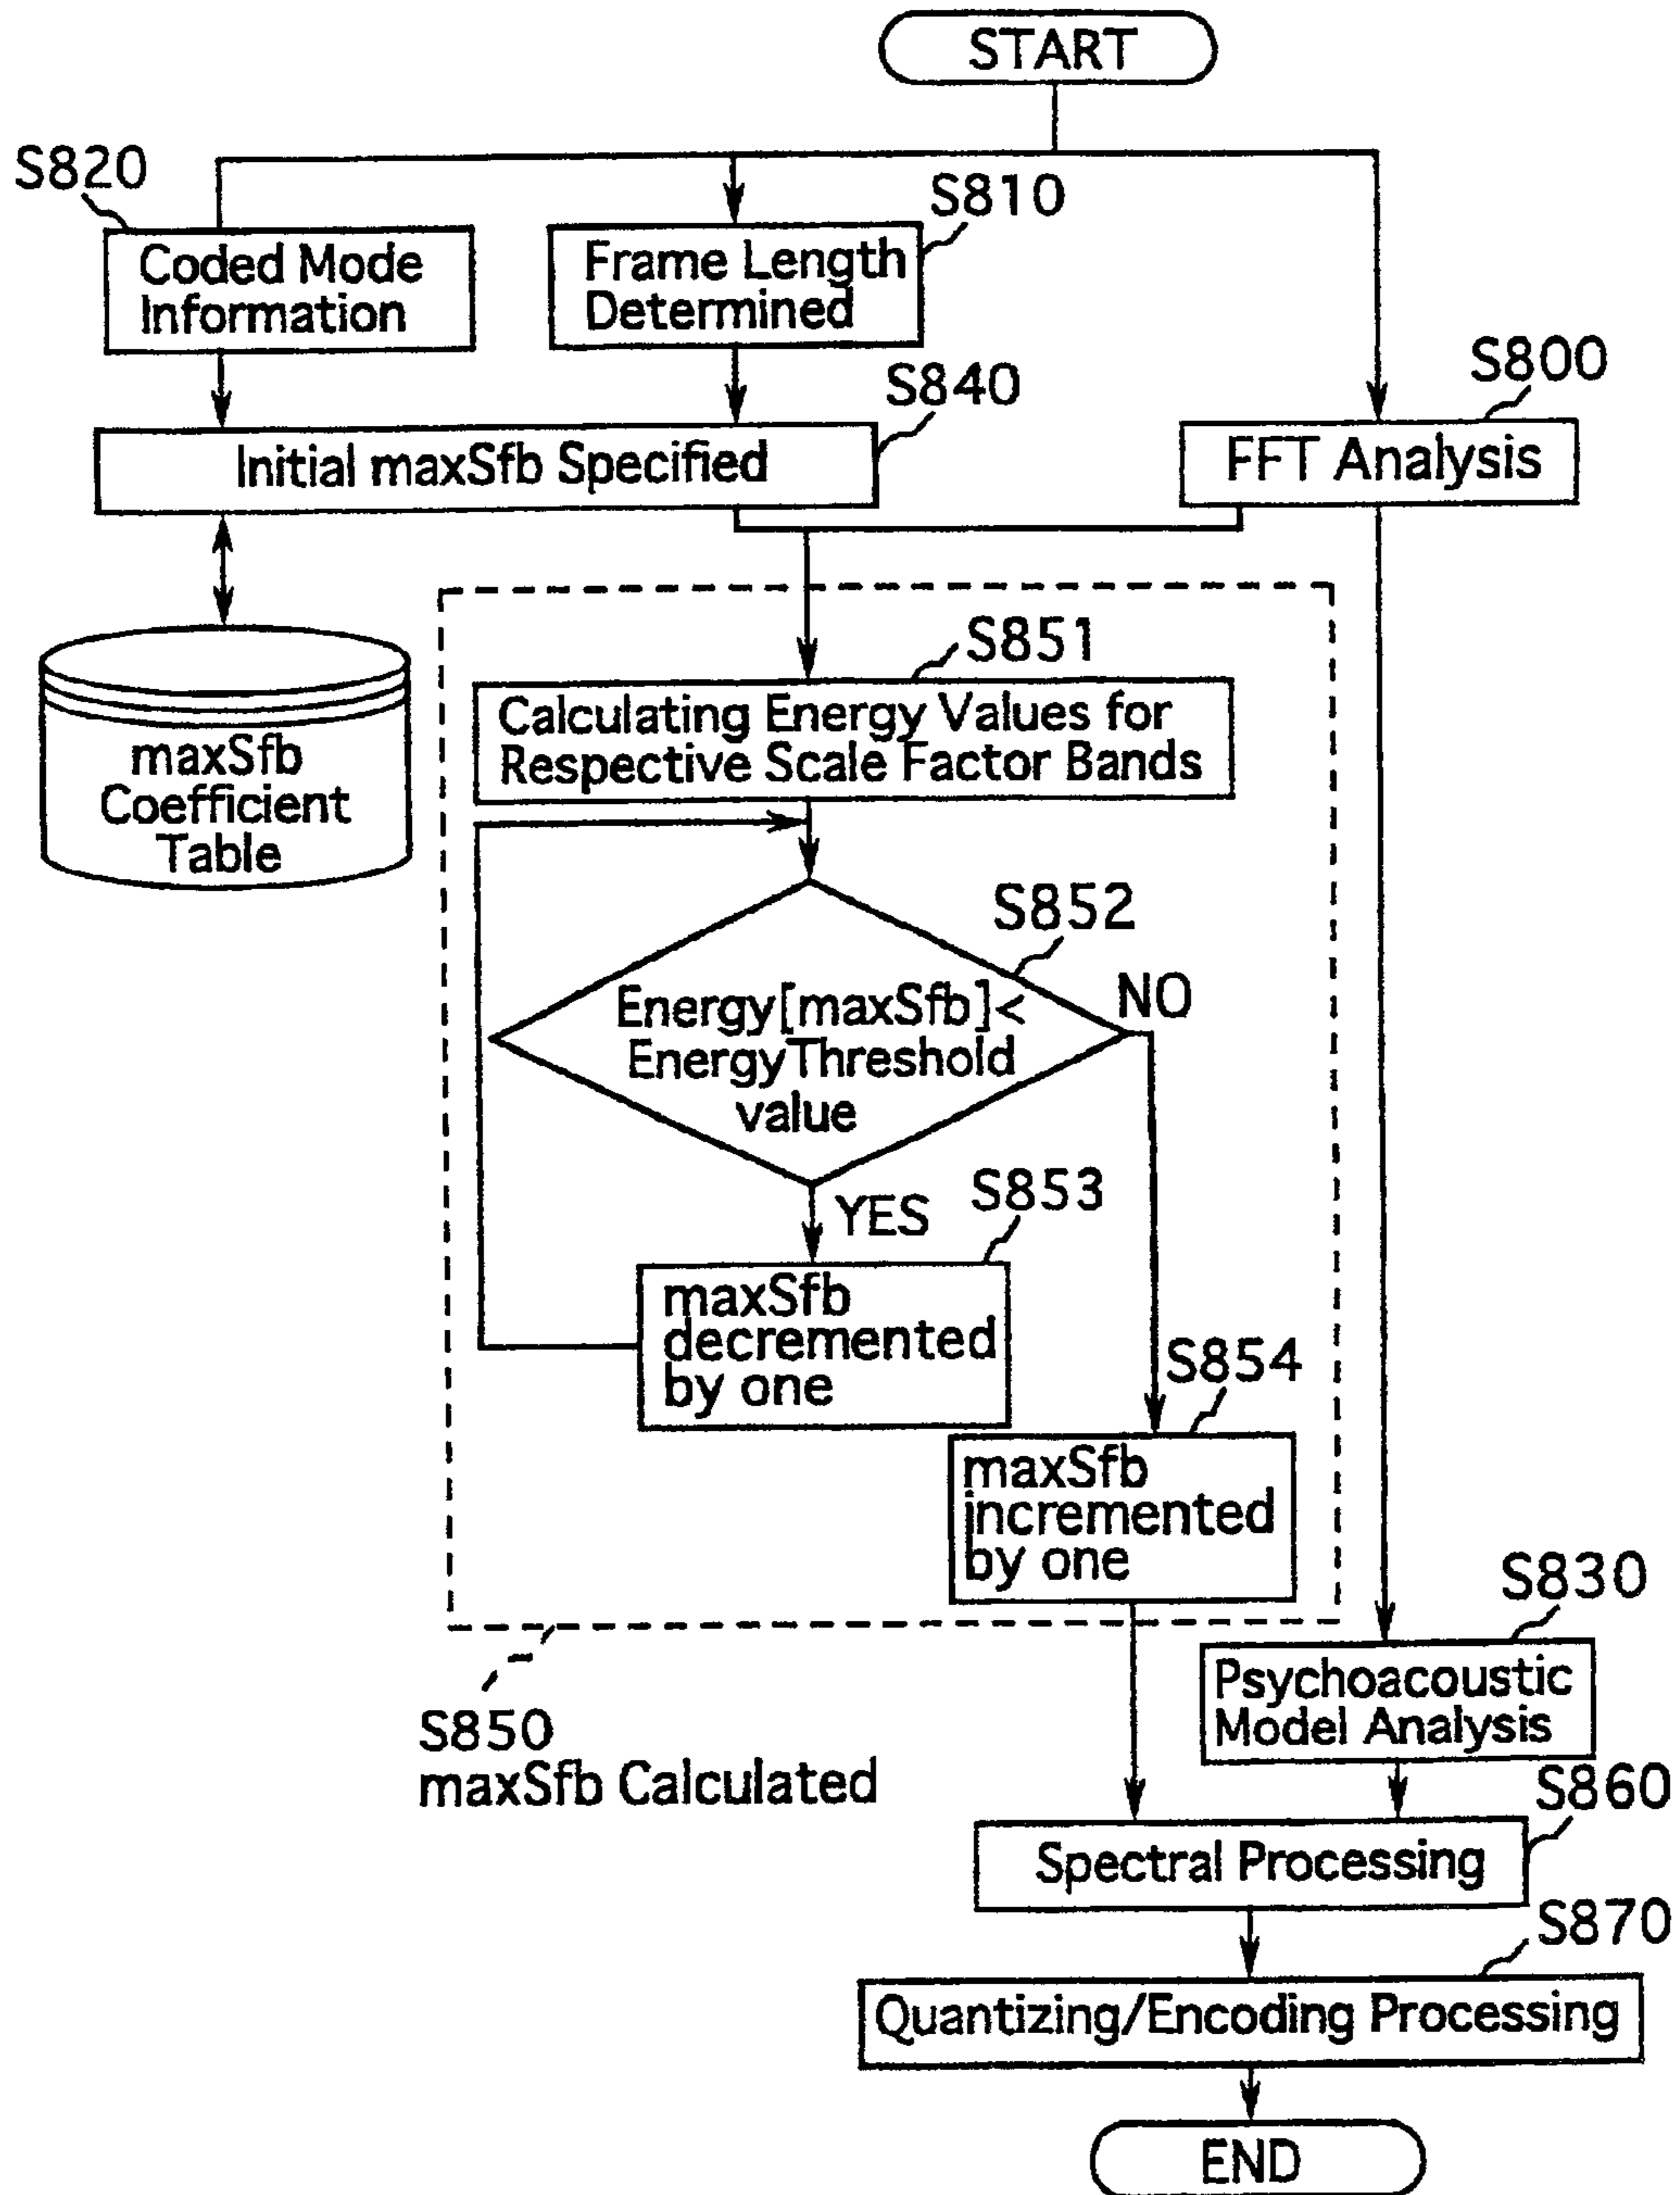 START
S820
S810
Coded Mode
Information
Frame Length
Determined
S840
S800
Initial maxSfb Specified
FFT Analysis
maxSfb
Coefficient
Table
S851
Calculating Energy Values for
Respective Scale Factor Bands
S852
Energy[maxSfb]<
EnergyThreshold
value
NO
YES
S853
maxSfb
decremented
by one
S854
maxSfb
incremented
by one
S850
maxSfb Calculated
S830
Psychoacoustic
Model Analysis
S860
Spectral Processing
S870
Quantizing/Encoding Processing
END